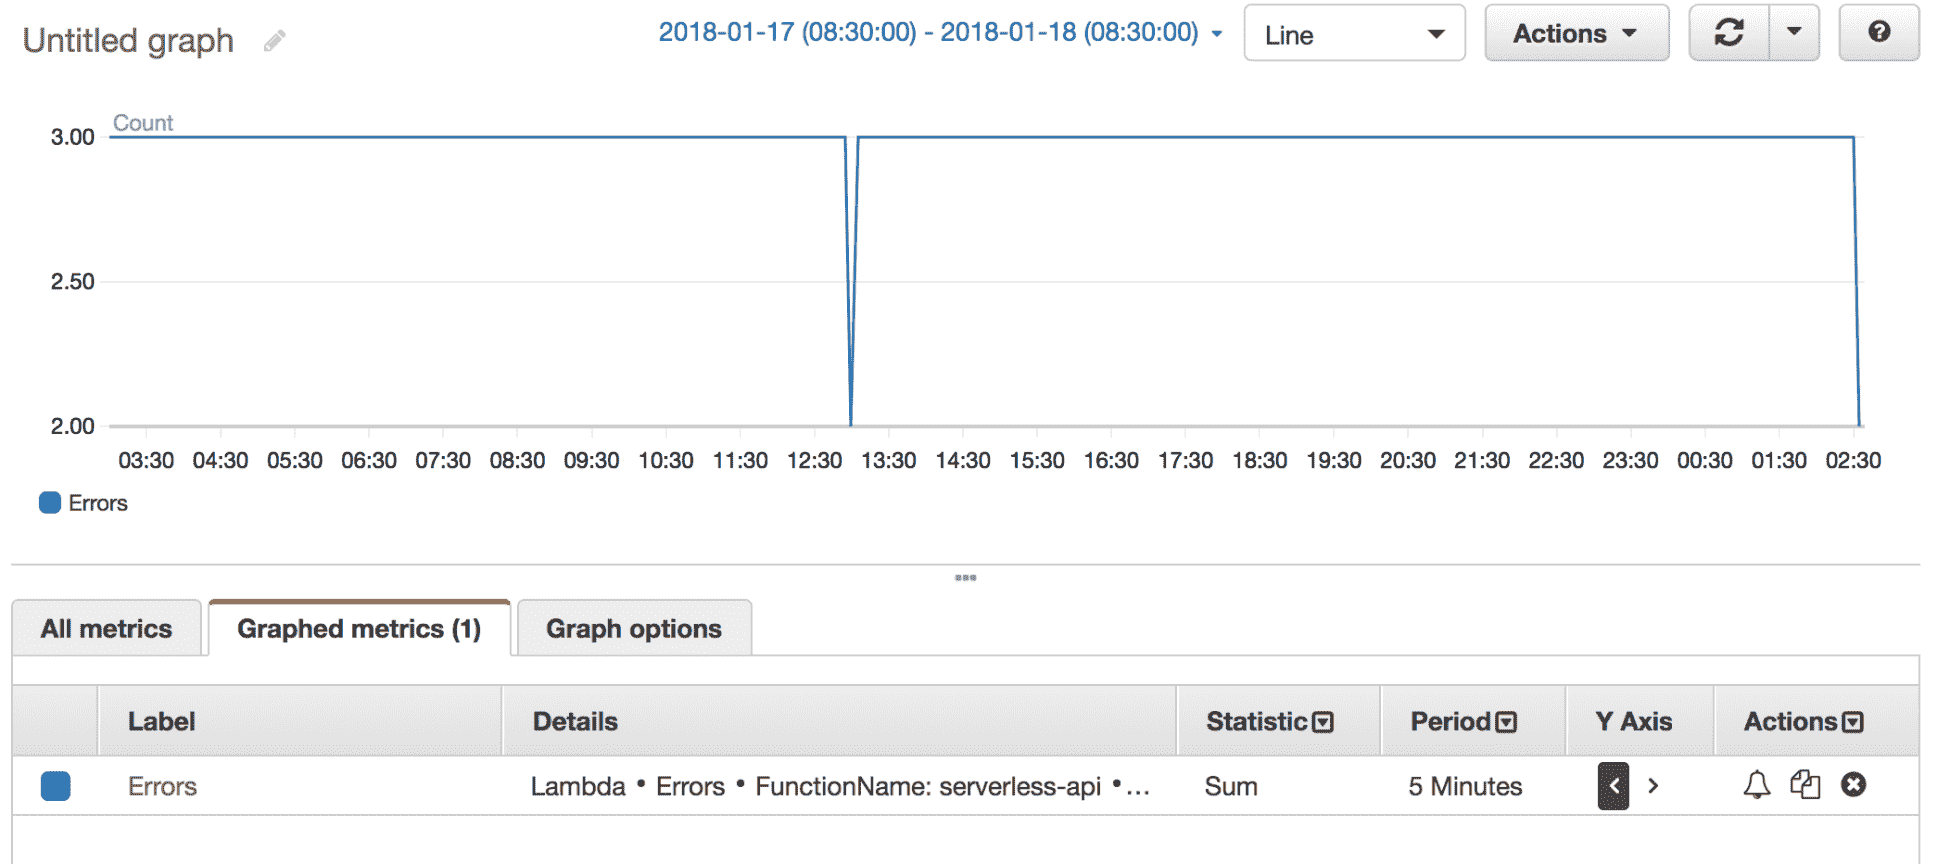 Untitled graph 2018-01-17 (08:30:00) - 2018-01-18 (08:30:00) Line Actions
Count
3.00
2.50
2.00
03:30 04:30 05:30 06:30 07:30 08:30 09:30 10:30 11:30 12:30 13:30 14:30 15:30 16:30 17:30 18:30 19:30 20:30 21:30 22:30 23:30 00:30 01:30 02:30
Errors
All metrics Graphed metrics (1) Graph options
Label Details Statistic Period Y Axis Actions
Errors Lambda • Errors • FunctionName: serverless-api • ... Sum 5 Minutes < >